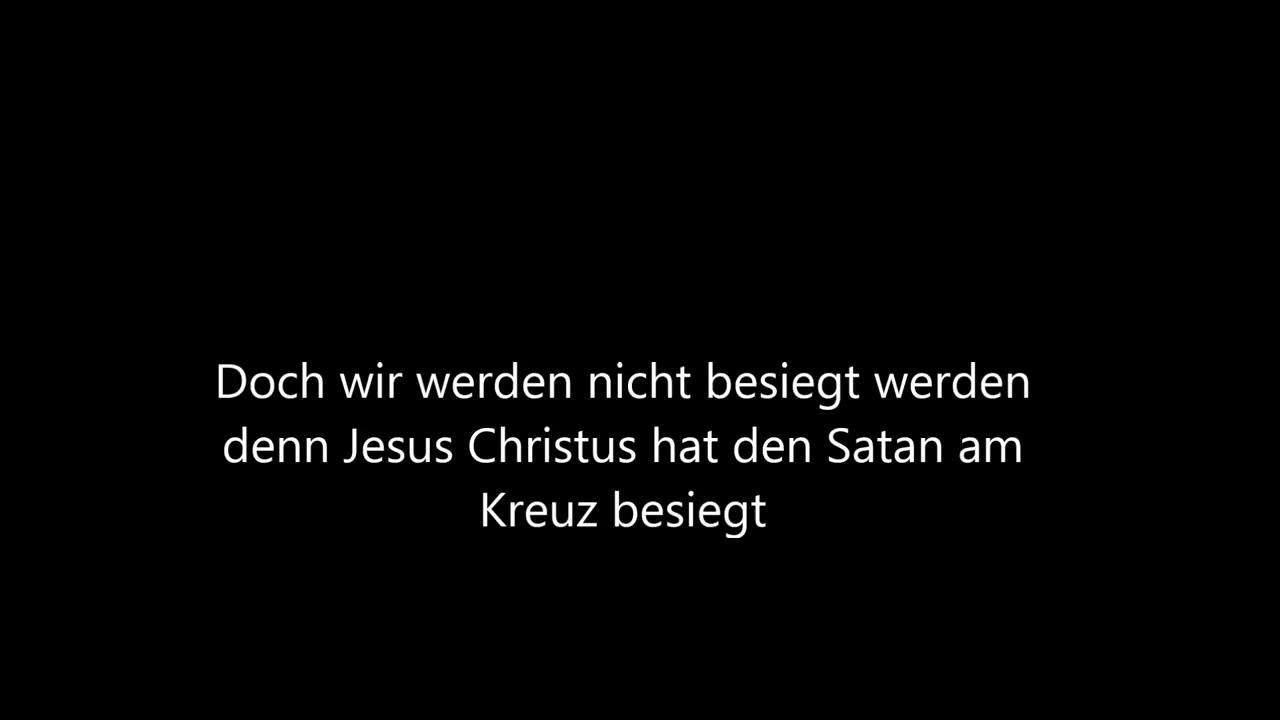 Doch wir werden nicht besiegt werden
denn Jesus Christus hat den Satan am
Kreuz besiegt